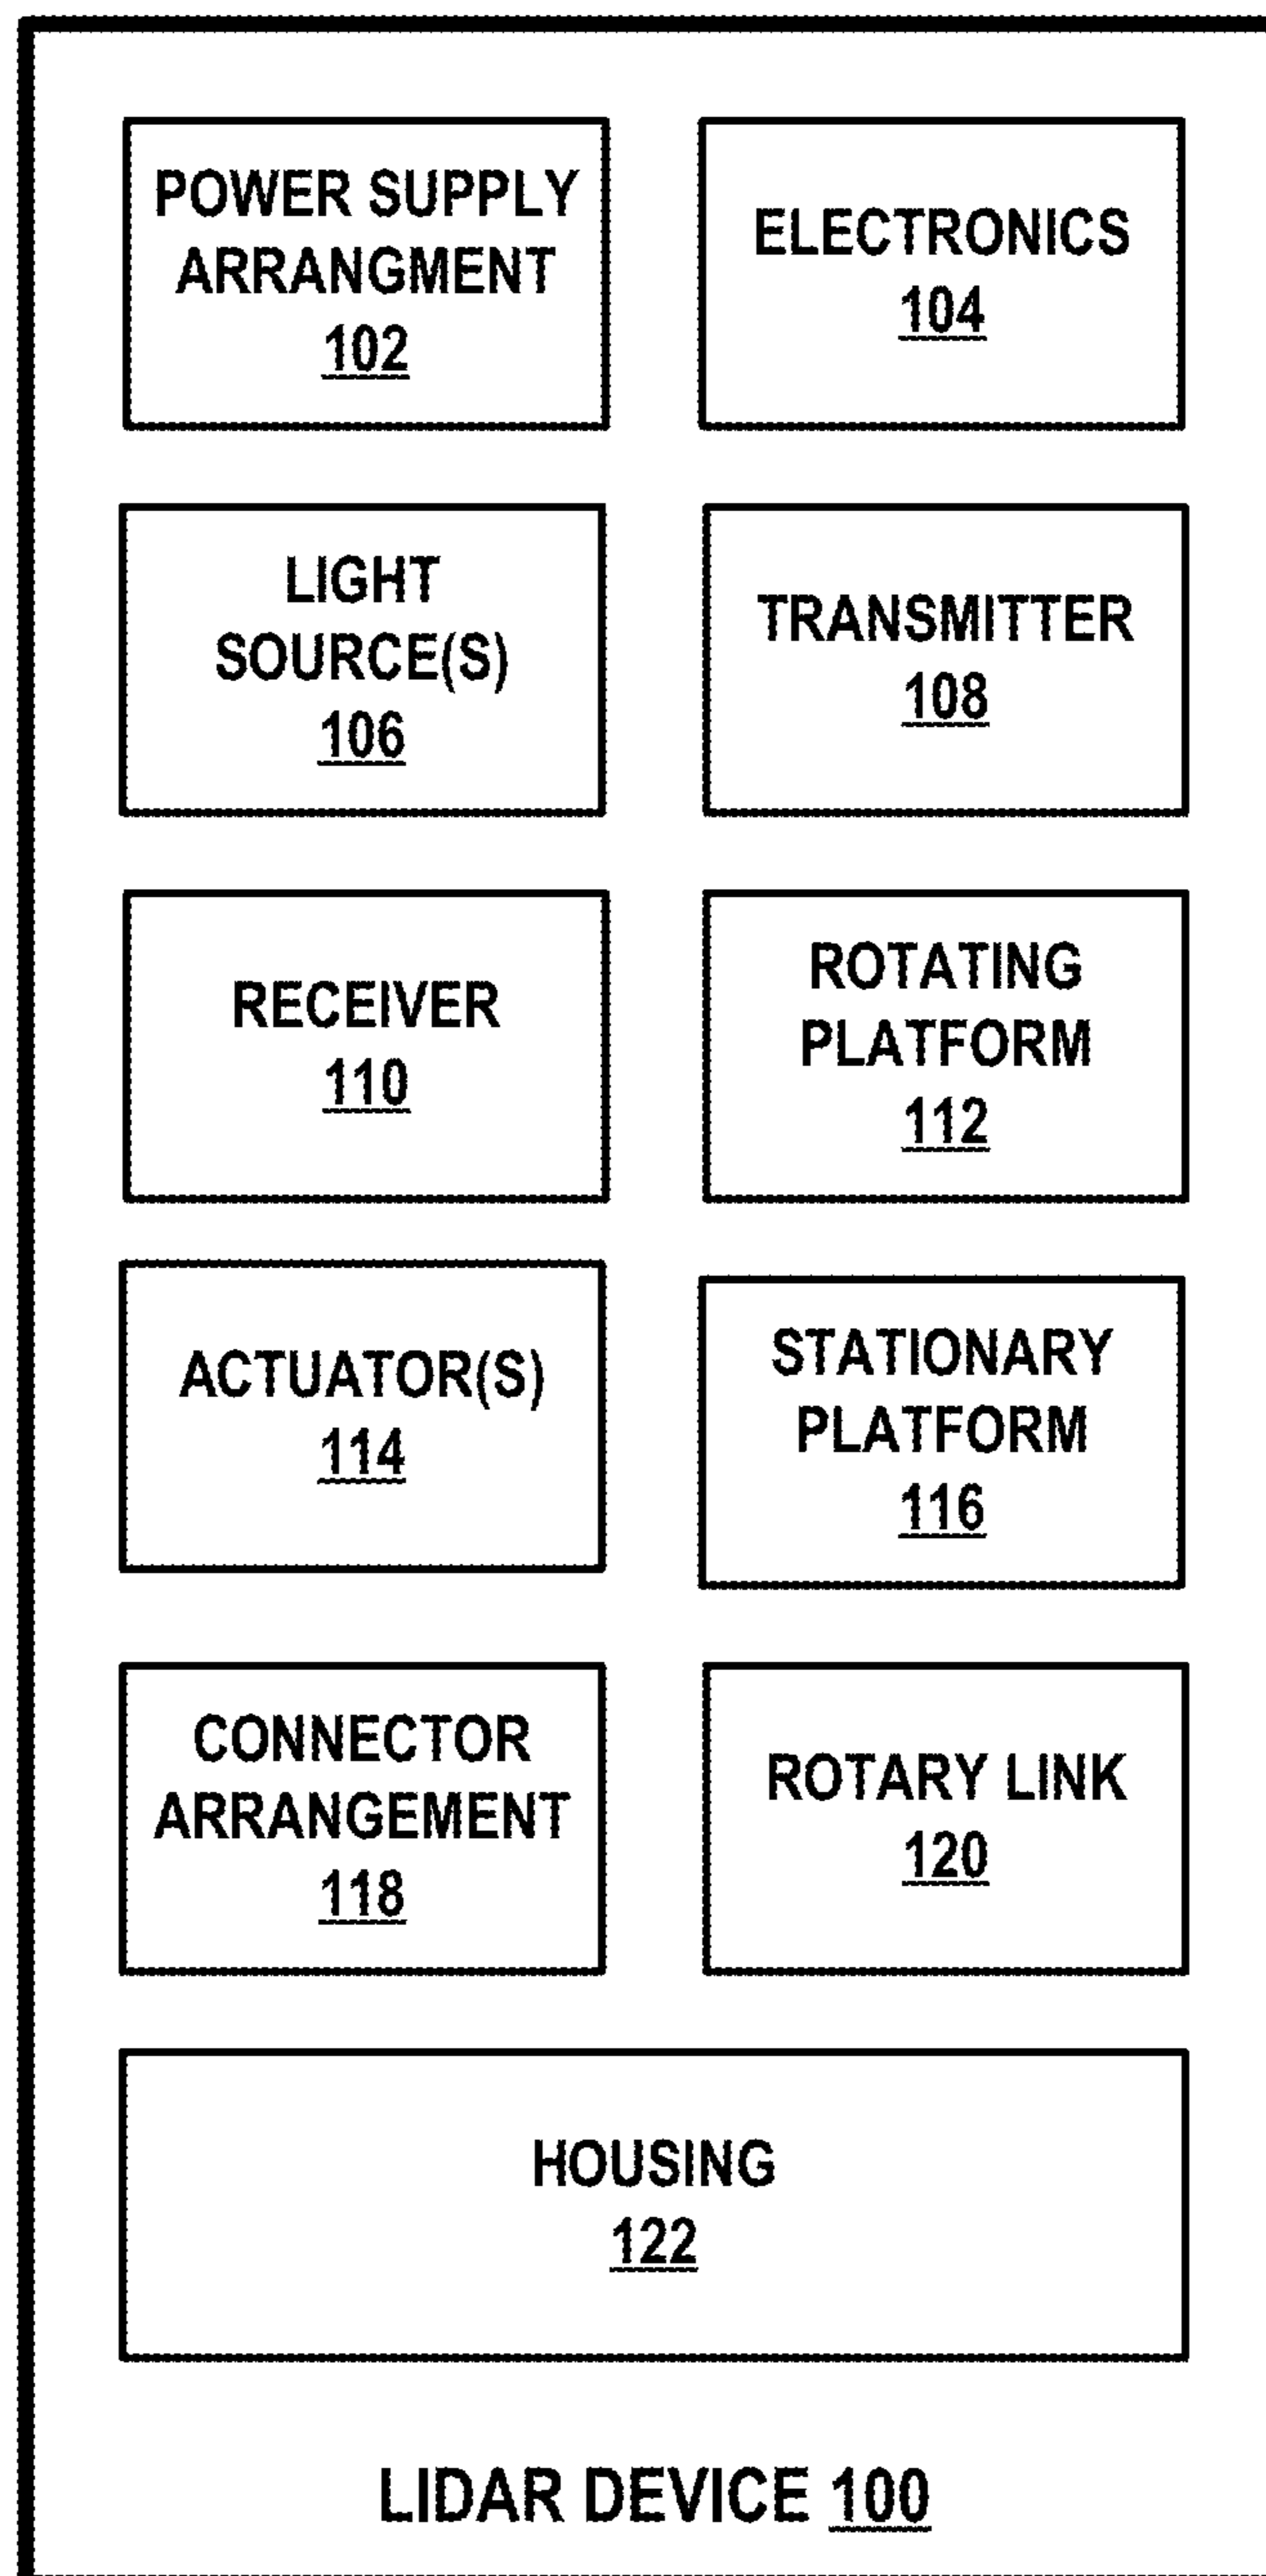 POWER SUPPLY
ARRANGMENT
102
ELECTRONICS
104
LIGHT
SOURCE(S)
106
TRANSMITTER
108
RECEIVER
110
ROTATING
PLATFORM
112
ACTUATOR(S)
114
STATIONARY
PLATFORM
116
CONNECTOR
ARRANGEMENT
118
ROTARY LINK
120
HOUSING
122
LIDAR DEVICE 100